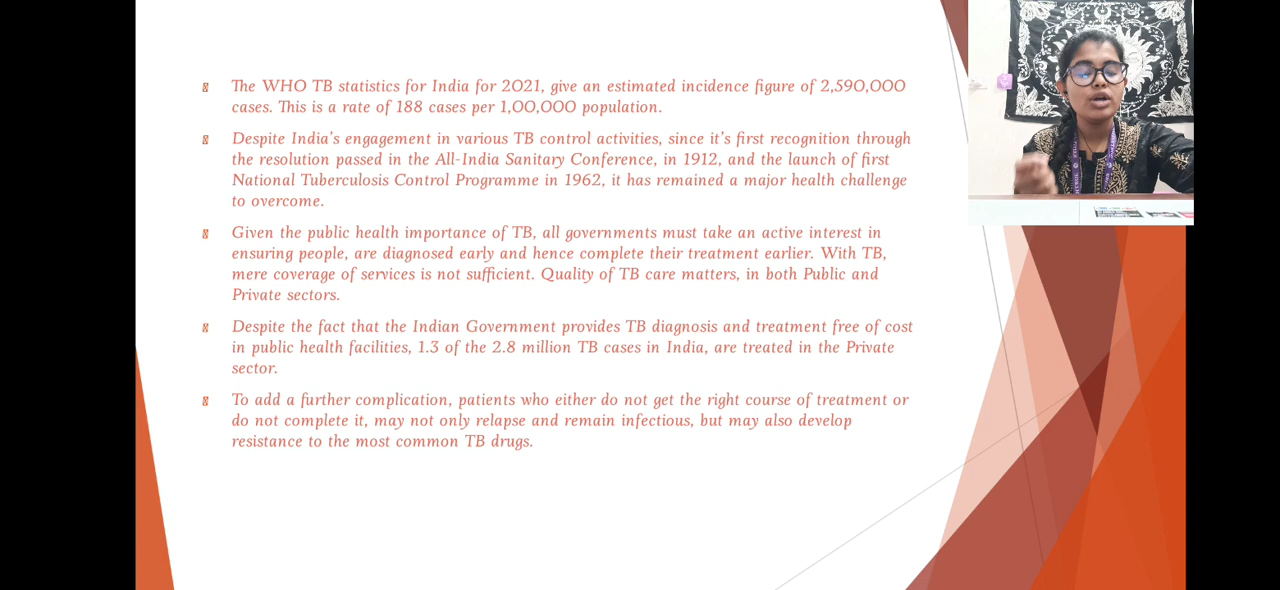 The WHO TB statistics for India for 2021, give an estimated incidence figure of 2,590,000
cases. This is a rate of 188 cases per 1,00,000 population.
Despite India's engagement in various TB control activities, since it's first recognition through
the resolution passed in the All-India Sanitary Conference, in 1912, and the launch of first
National Tuberculosis Control Programme in 1962, it has remained a major health challenge
to overcome.
Given the public health importance of TB, all governments must take an active interest in
ensuring people, are diagnosed early and hence complete their treatment earlier. With TB,
mere coverage of services is not sufficient. Quality of TB care matters, in both Public and
Private sectors.
Despite the fact that the Indian Government provides TB diagnosis and treatment free of cost
in public health facilities, 1.3 of the 2.8 million TB cases in India, are treated in the Private
sector.
To add a further complication, patients who either do not get the right course of treatment or
do not complete it, may not only relapse and remain infectious, but may also develop
resistance to the most common TB drugs.